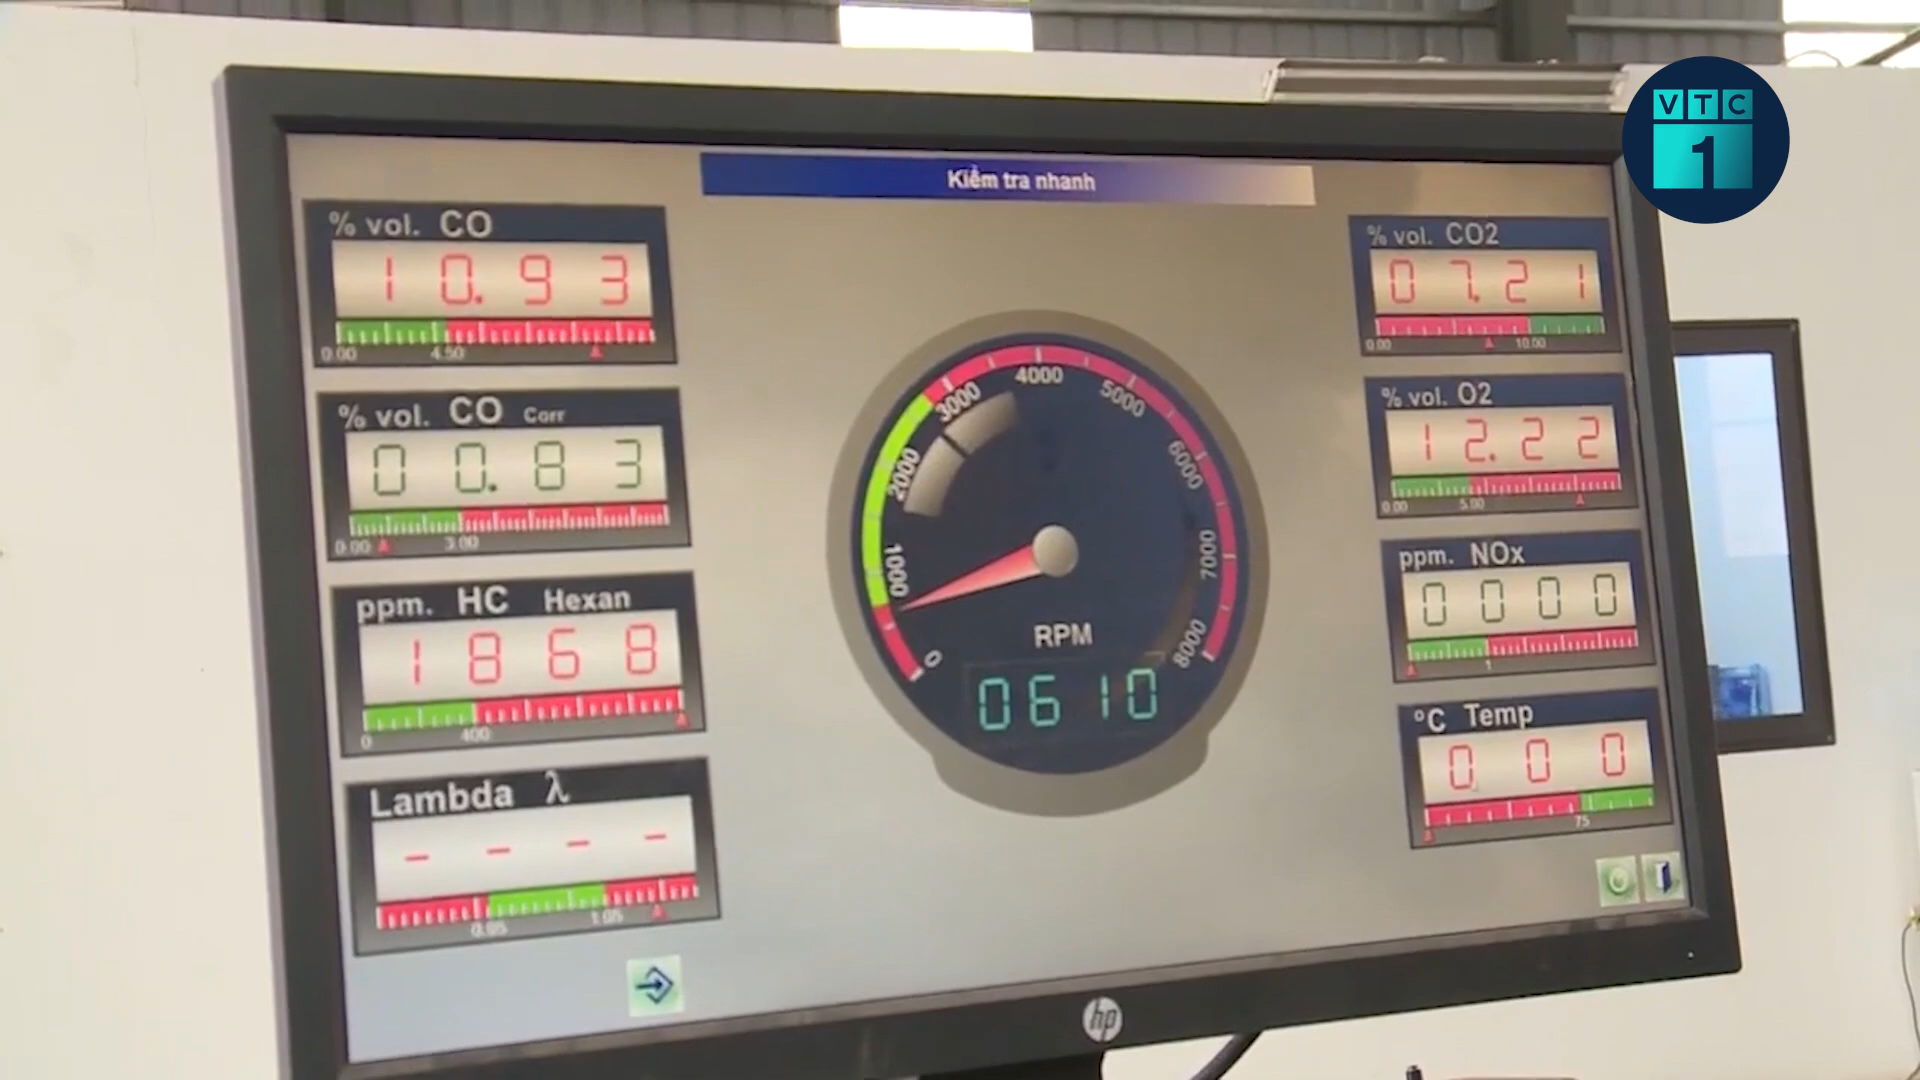 VTC
1
Kiểm tra nhanh
% vol. CO
10.93
0.00 4.50
% vol. CO Corr
00.83
0.00 3.00
ppm. HC Hexan
1868
0 400
Lambda λ
- - - -
1.05
0 1000 2000 3000 4000 5000 6000 7000 8000
RPM
0610
% vol. CO2
07.21
0.00 10.00
% vol. O2
12.22
0.00 5.00
ppm. NOx
0000
1
°C Temp
0 0 0
75
hp